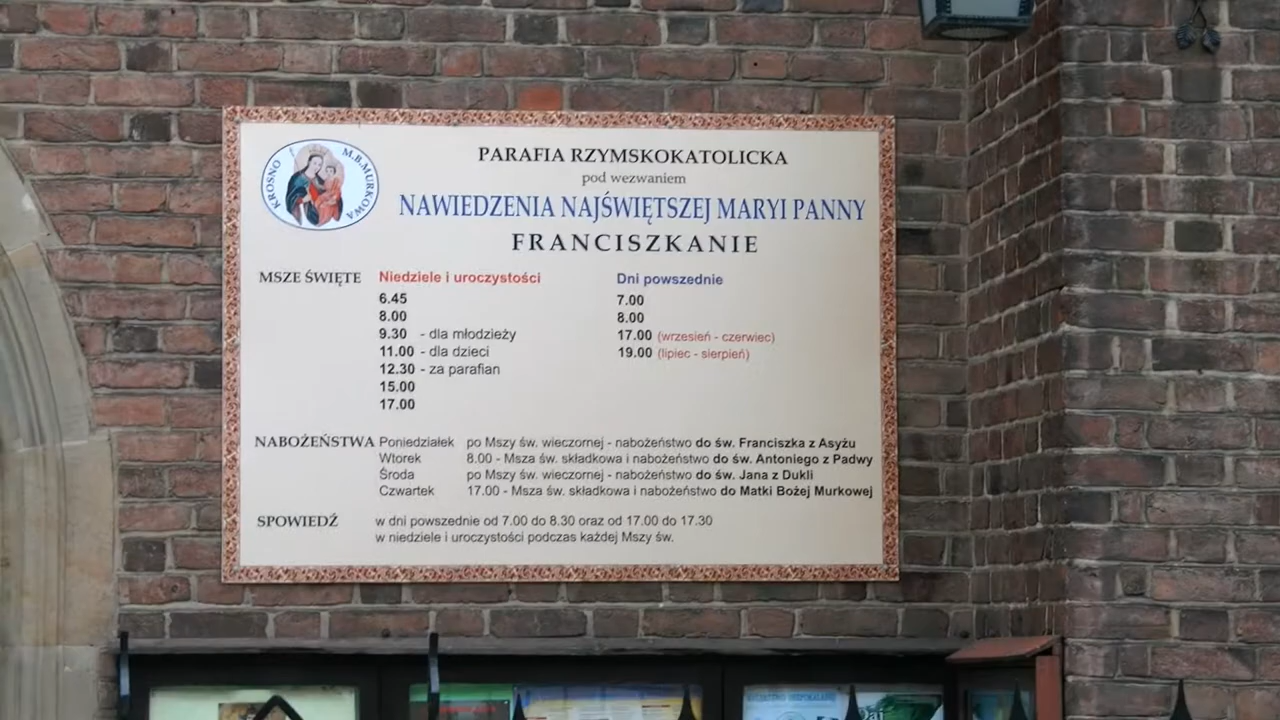 KROSNO M.B.MURKOWA
PARAFIA RZYMSKOKATOLICKA
pod wezwaniem
NAWIEDZENIA NAJŚWIĘTSZEJ MARYI PANNY
FRANCISZKANIE
MSZE ŚWIĘTE Niedziele i uroczystości Dni powszednie
6.45 7.00
8.00 8.00
9.30 - dla młodzieży 17.00 (wrzesień - czerwiec)
11.00 - dla dzieci 19.00 (lipiec - sierpień)
12.30 - za parafian
15.00
17.00
NABOŻEŃSTWA Poniedziałek po Mszy św. wieczornej - nabożeństwo do św. Franciszka z Asyżu
Wtorek 8.00 - Msza św. składkowa i nabożeństwo do św. Antoniego z Padwy
Środa po Mszy św. wieczornej - nabożeństwo do św. Jana z Dukli
Czwartek 17.00 - Msza św. składkowa i nabożeństwo do Matki Bożej Murkowej
SPOWIEDŹ w dni powszednie od 7.00 do 8.30 oraz od 17.00 do 17.30
w niedziele i uroczystości podczas każdej Mszy św.